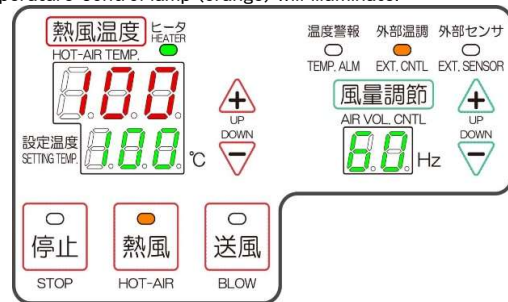 perature control lamp (orange) will illuminate.
熱風温度 ヒータ
HEATER
HOT-AIR TEMP.
100
設定温度
SETTING TEMP.
100 ℃
UP
DOWN
温度警報 外部温調 外部センサ
TEMP. ALM EXT. CNTL EXT. SENSOR
風量調節
AIR VOL. CNTL
60 Hz
UP
DOWN
停止 熱風 送風
STOP HOT-AIR BLOW